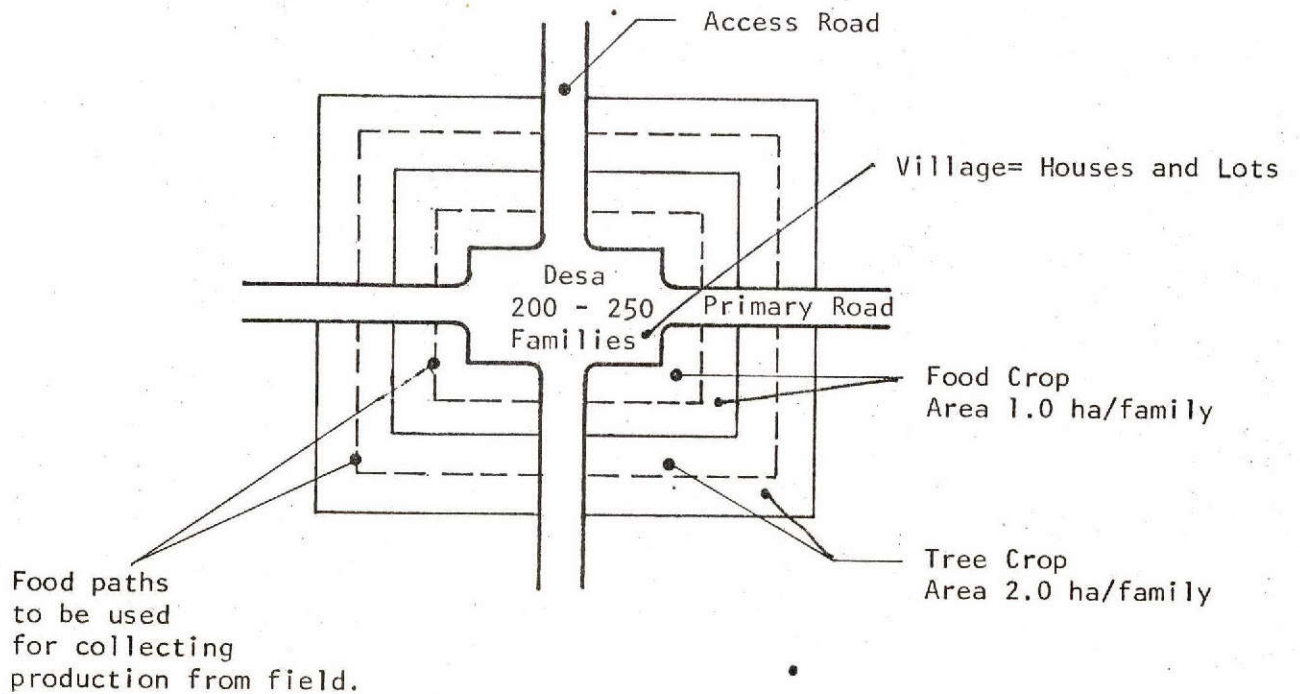 Access Road
Village= Houses and Lots
Desa
200 - 250
Families
Primary Road
Food Crop
Area 1.0 ha/family
Tree Crop
Area 2.0 ha/family
Food paths
to be used
for collecting
production from field.